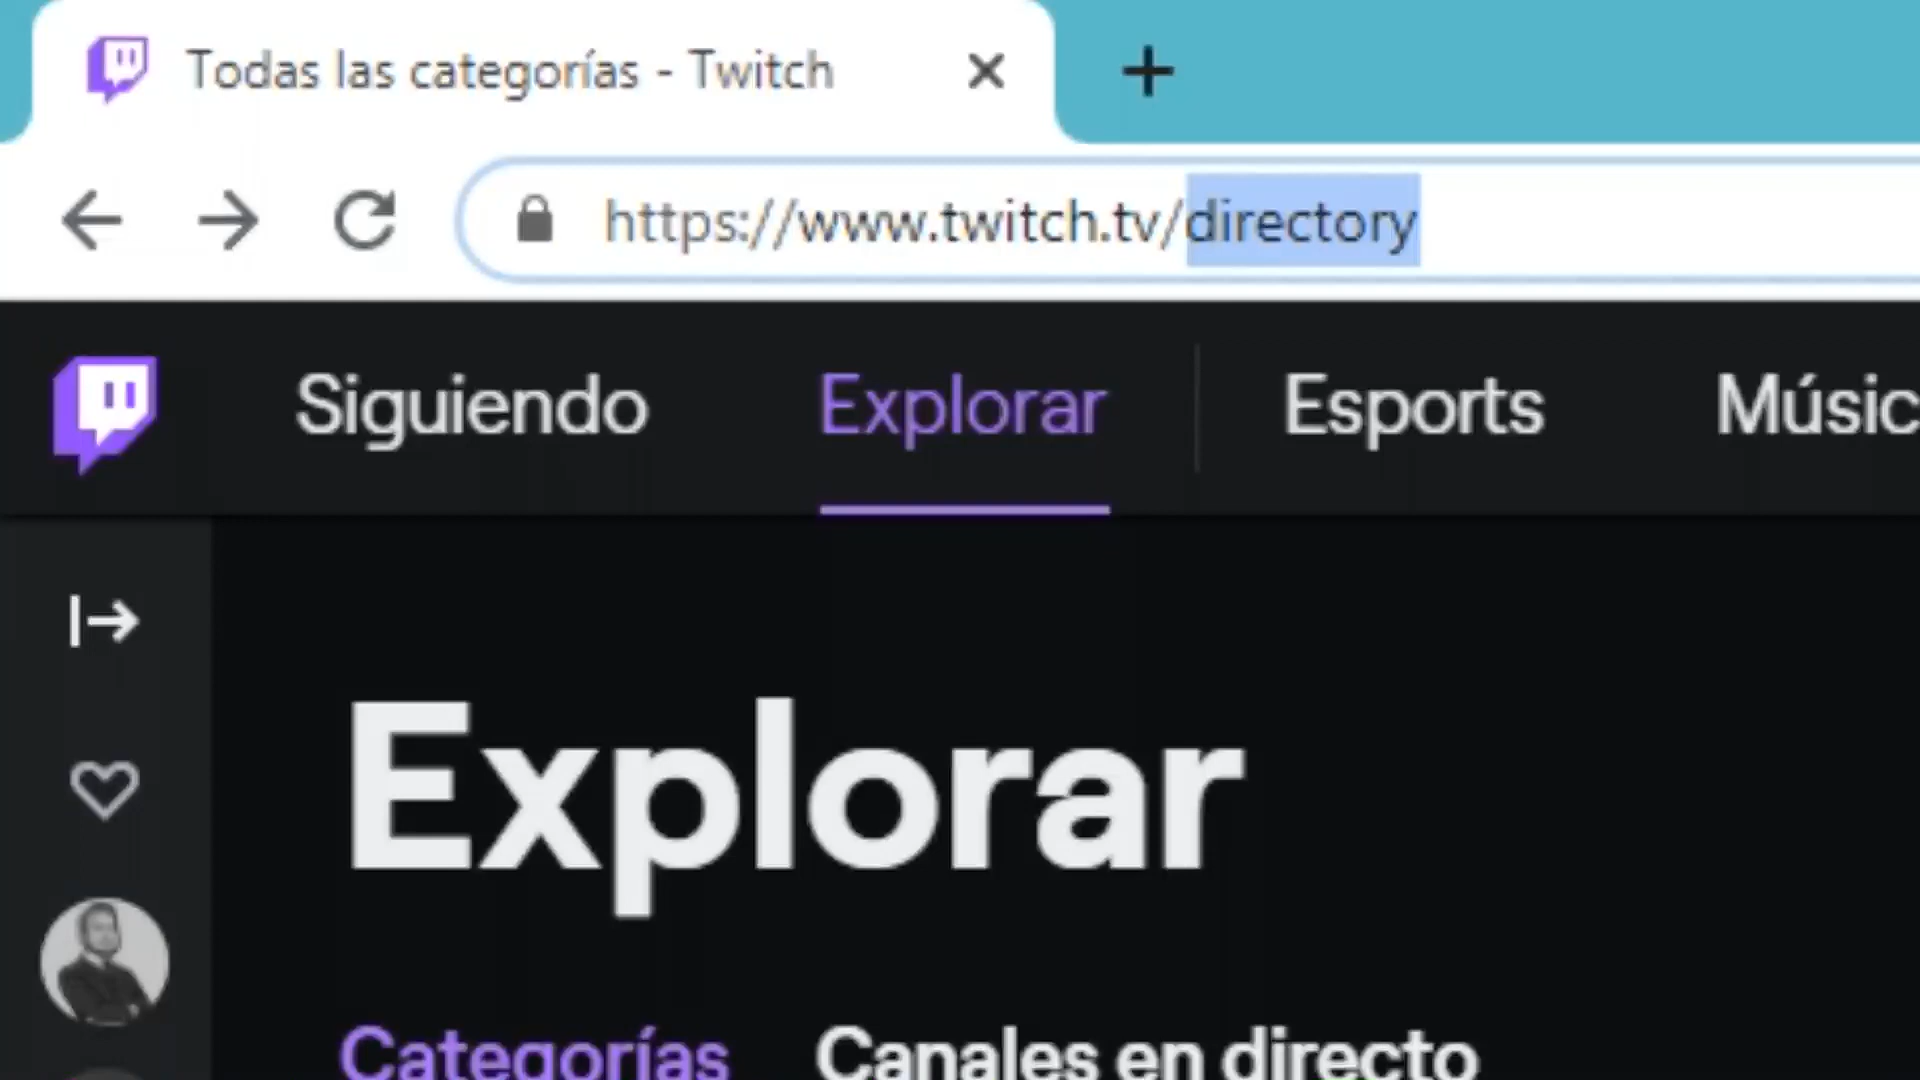 Todas las categorías - Twitch
https://www.twitch.tv/directory
Siguiendo Explorar Esports Músic
Explorar
Categorías Canales en directo